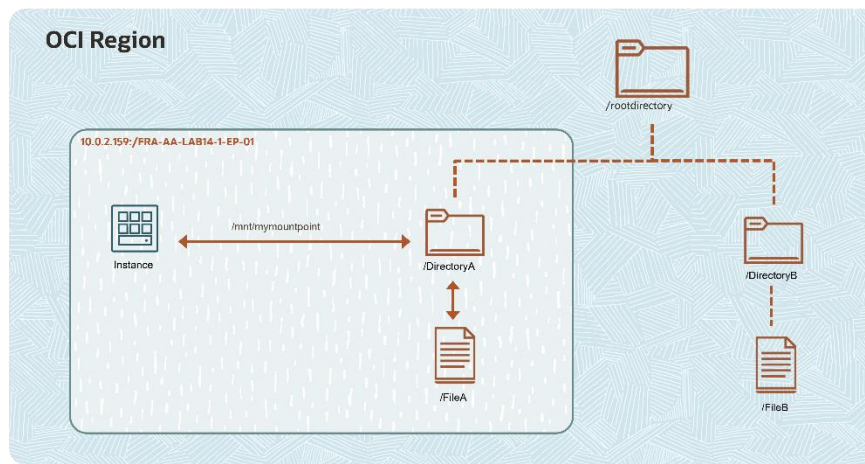 OCI Region
/rootdirectory
10.0.2.159:/FRA-AA-LAB14-1-EP-01
/mnt/mymountpoint
Instance
/DirectoryA
/DirectoryB
/FileA
/FileB